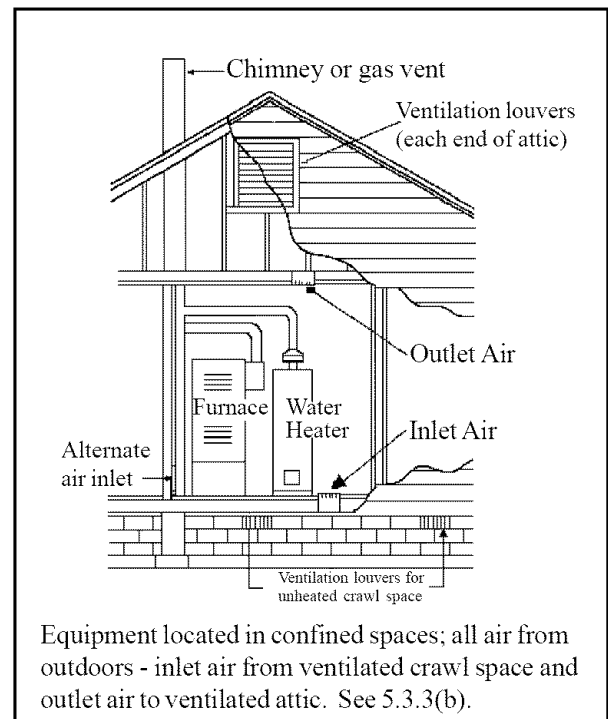 Chimney or gas vent
Ventilation louvers
(each end of attic)
Outlet Air
Furnace
Water
Heater
Inlet Air
Alternate
air inlet
Ventilation louvers for
unheated crawl space
Equipment located in confined spaces; all air from
outdoors - inlet air from ventilated crawl space and
outlet air to ventilated attic. See 5.3.3(b).